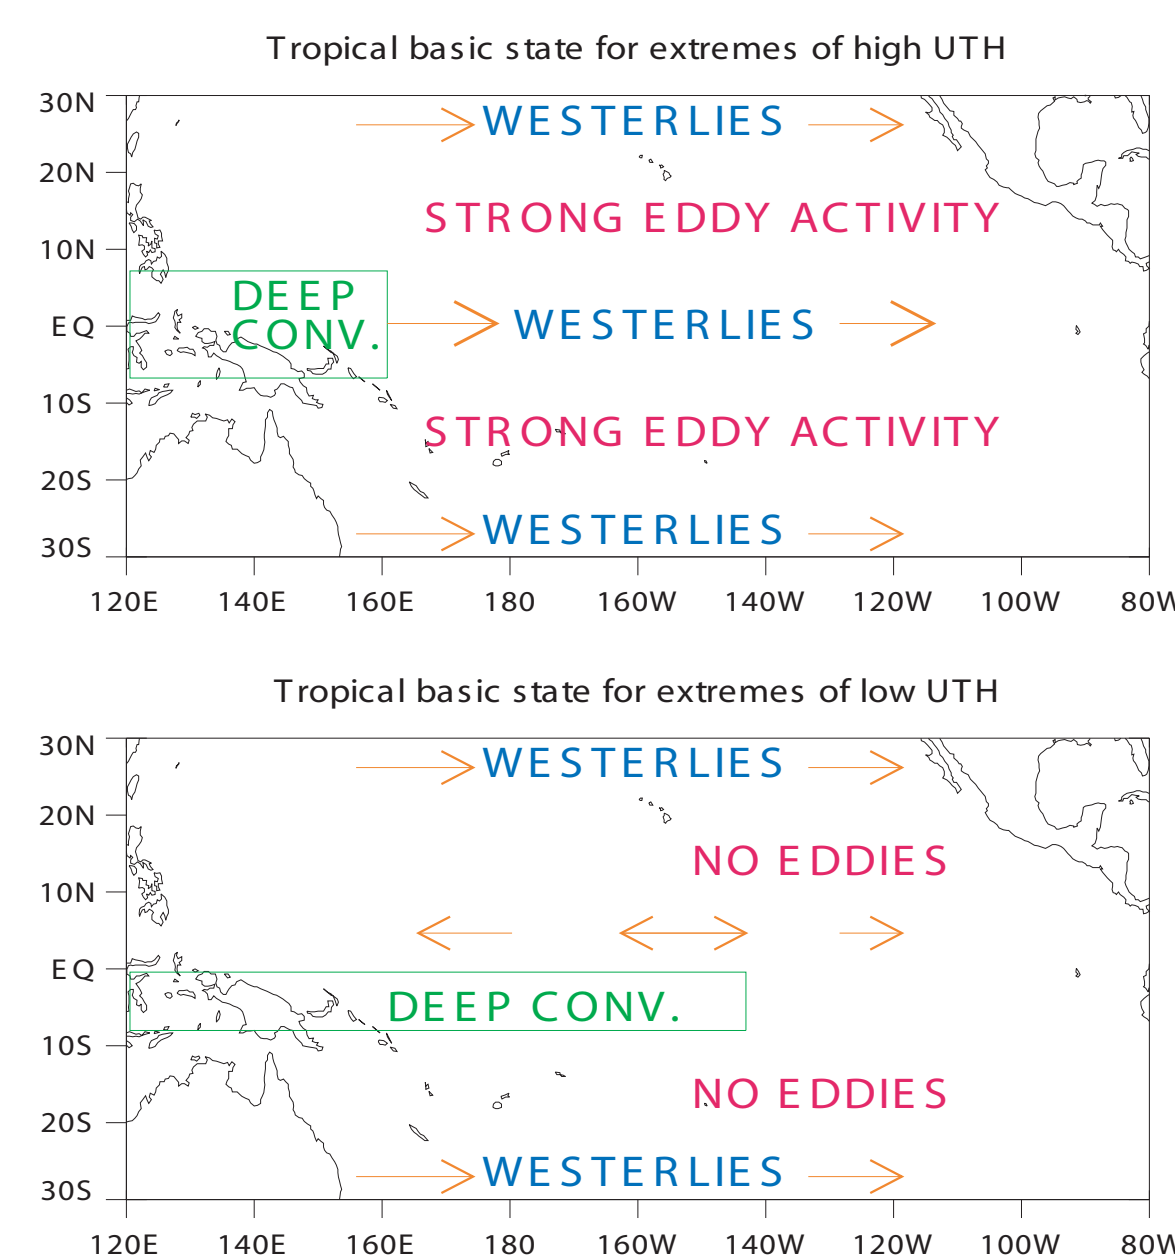 Tropical basic state for extremes of high UTH
30N
WESTERLIES
20N
STRONG EDDY ACTIVITY
10N
DEEP
CONV.
EQ
WESTERLIES
10S
STRONG EDDY ACTIVITY
20S
WESTERLIES
30S
120E 140E 160E 180 160W 140W 120W 100W 80W
Tropical basic state for extremes of low UTH
30N
WESTERLIES
20N
NO EDDIES
10N
EQ
DEEP CONV.
10S
NO EDDIES
20S
WESTERLIES
30S
120E 140E 160E 180 160W 140W 120W 100W 80W